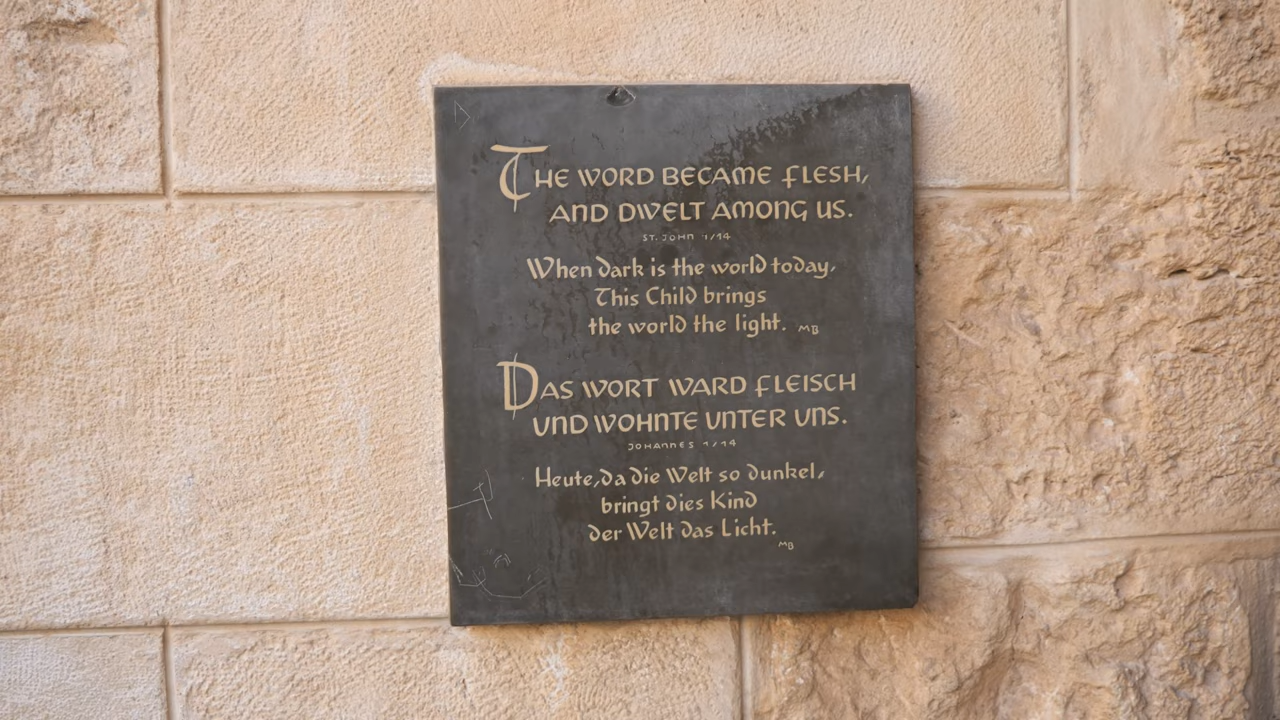 THE WORD BECAME FLESH,
AND DWELT AMONG US.
ST. JOHN 1/14
When dark is the world today,
This Child brings
the world the light. MB
DAS WORT WARD FLEISCH
UND WOHNTE UNTER UNS.
JOHANNES 1/14
Heute, da die Welt so dunkel,
bringt dies Kind
der Welt das Licht.
MB